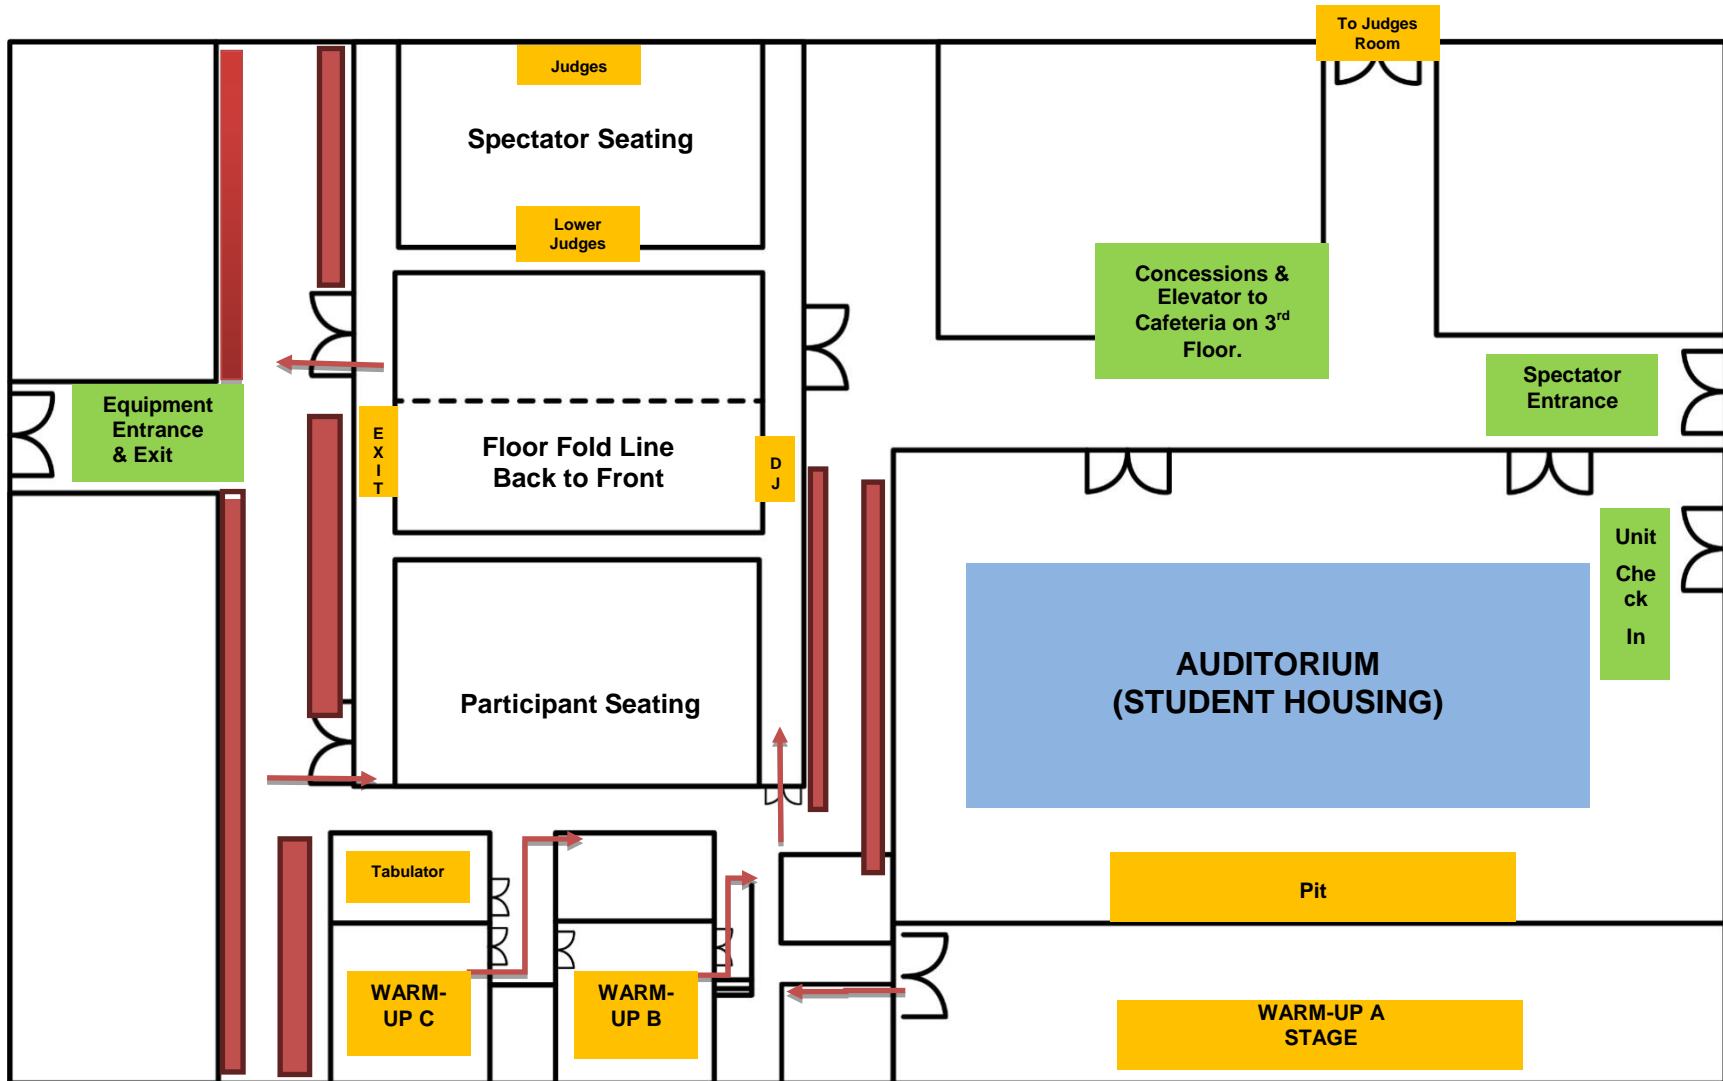 To Judges
Room
Judges
Spectator Seating
Lower
Judges
Concessions &
Elevator to
Cafeteria on 3rd
Floor.
Spectator
Entrance
Equipment
Entrance
& Exit
E
X
I
T
Floor Fold Line
Back to Front
D
J
Unit
Che
ck
In
AUDITORIUM
(STUDENT HOUSING)
Participant Seating
Tabulator
Pit
WARM-
UP C
WARM-
UP B
WARM-UP A
STAGE